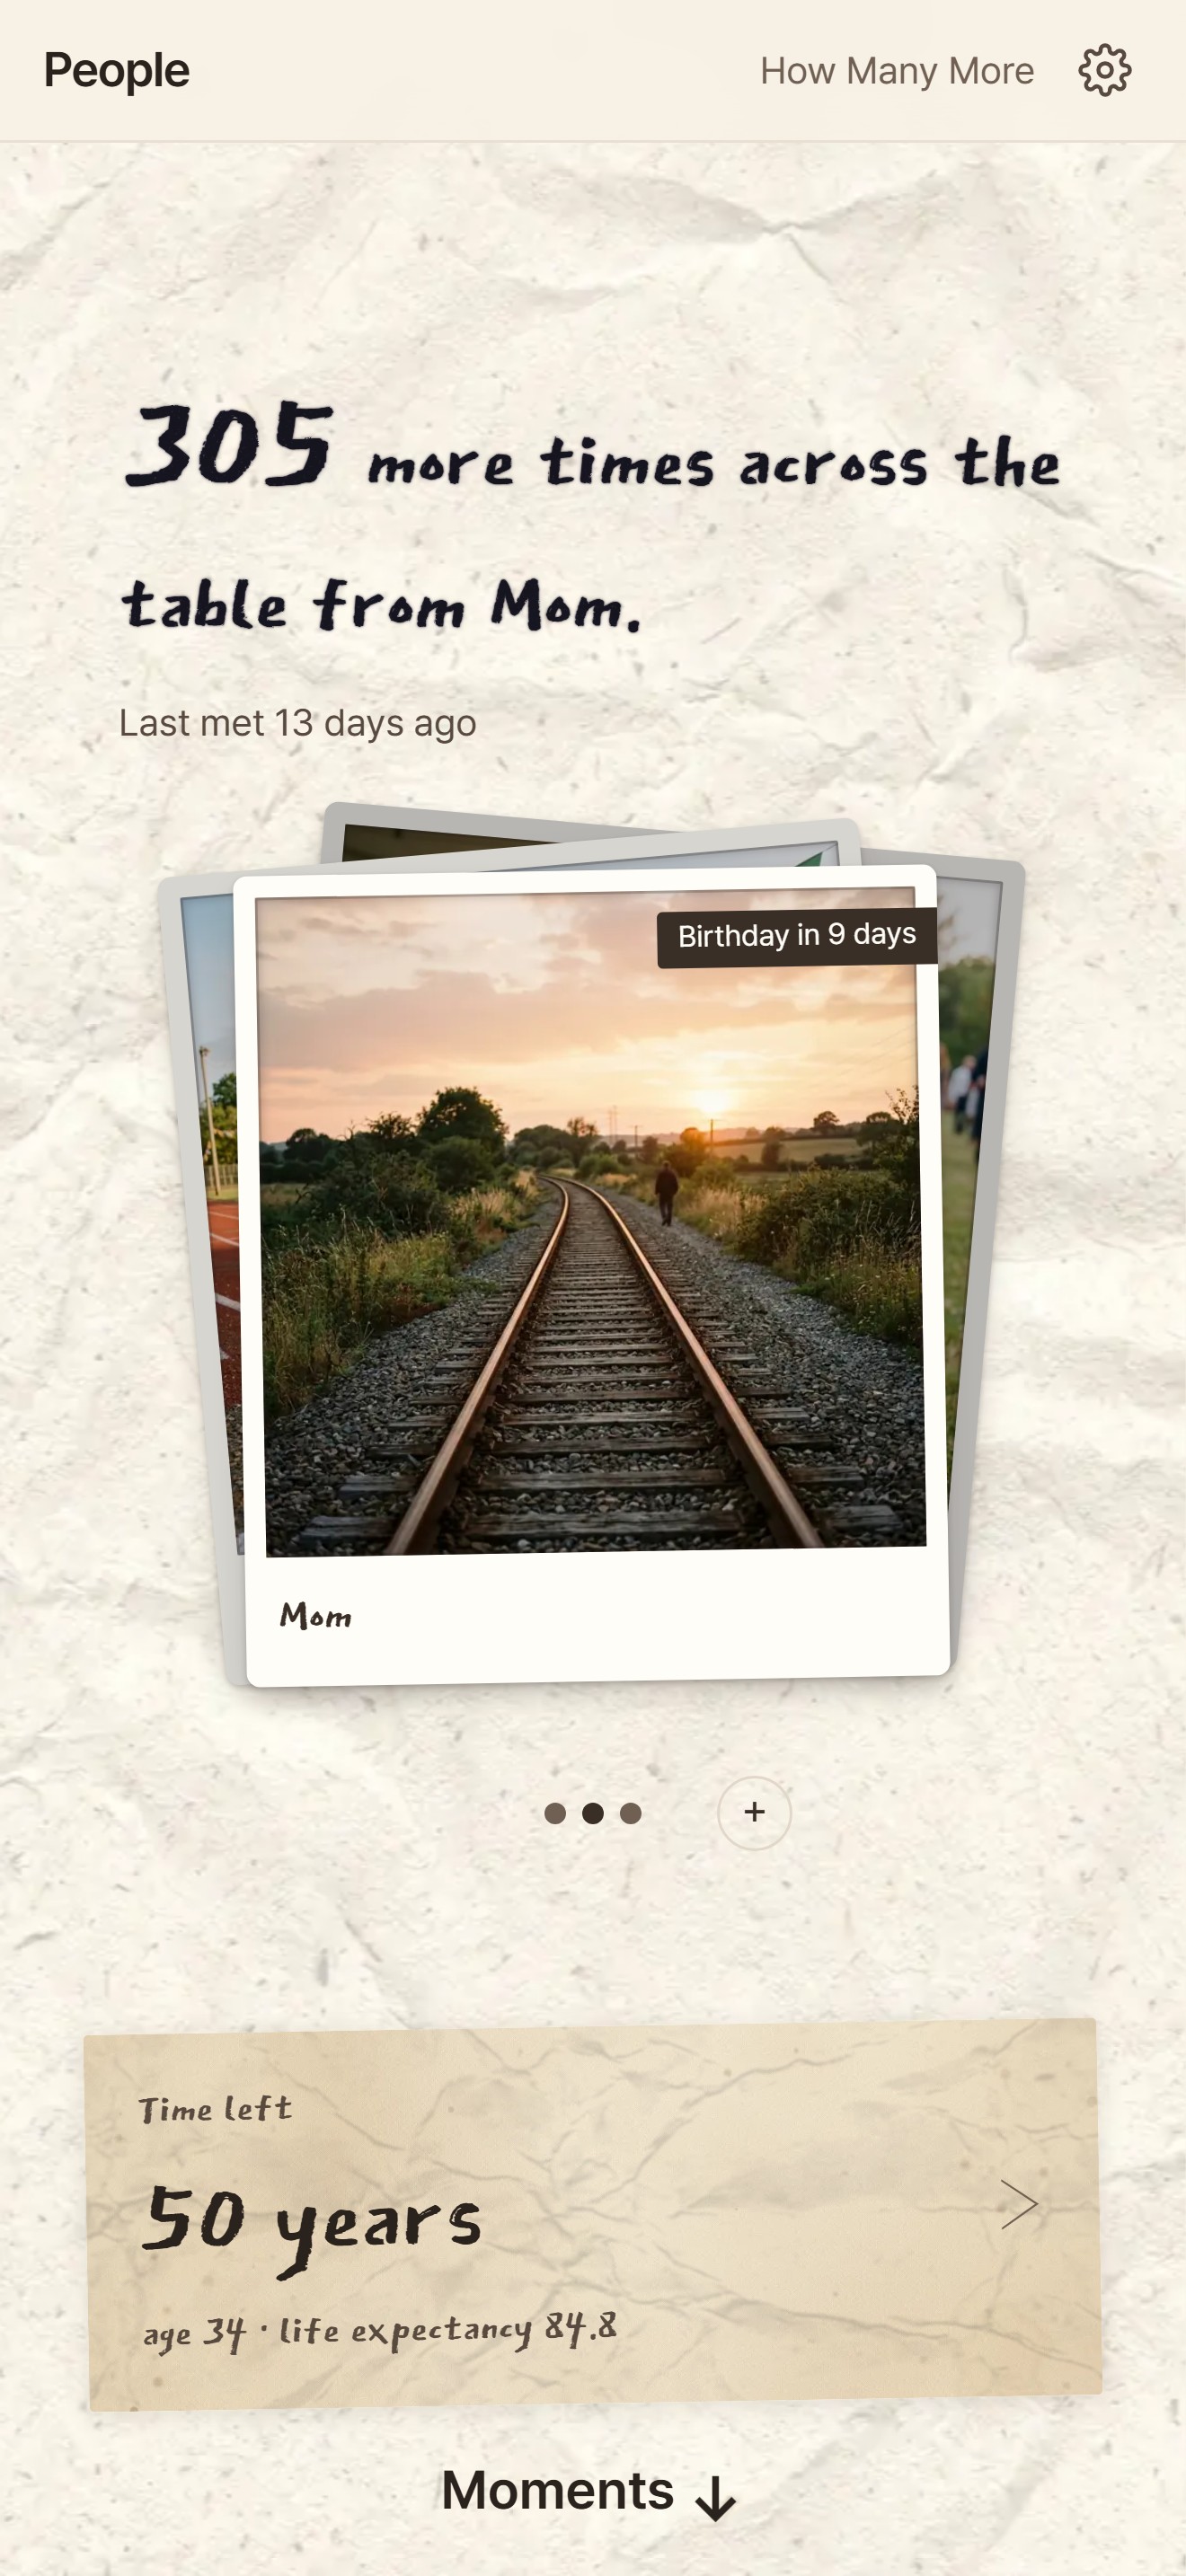 People
How Many More
305 more times across the
table from Mom.
Last met 13 days ago
Birthday in 9 days
Mom
+
Time left
50 years
age 34 · life expectancy 84.8
Moments ↓